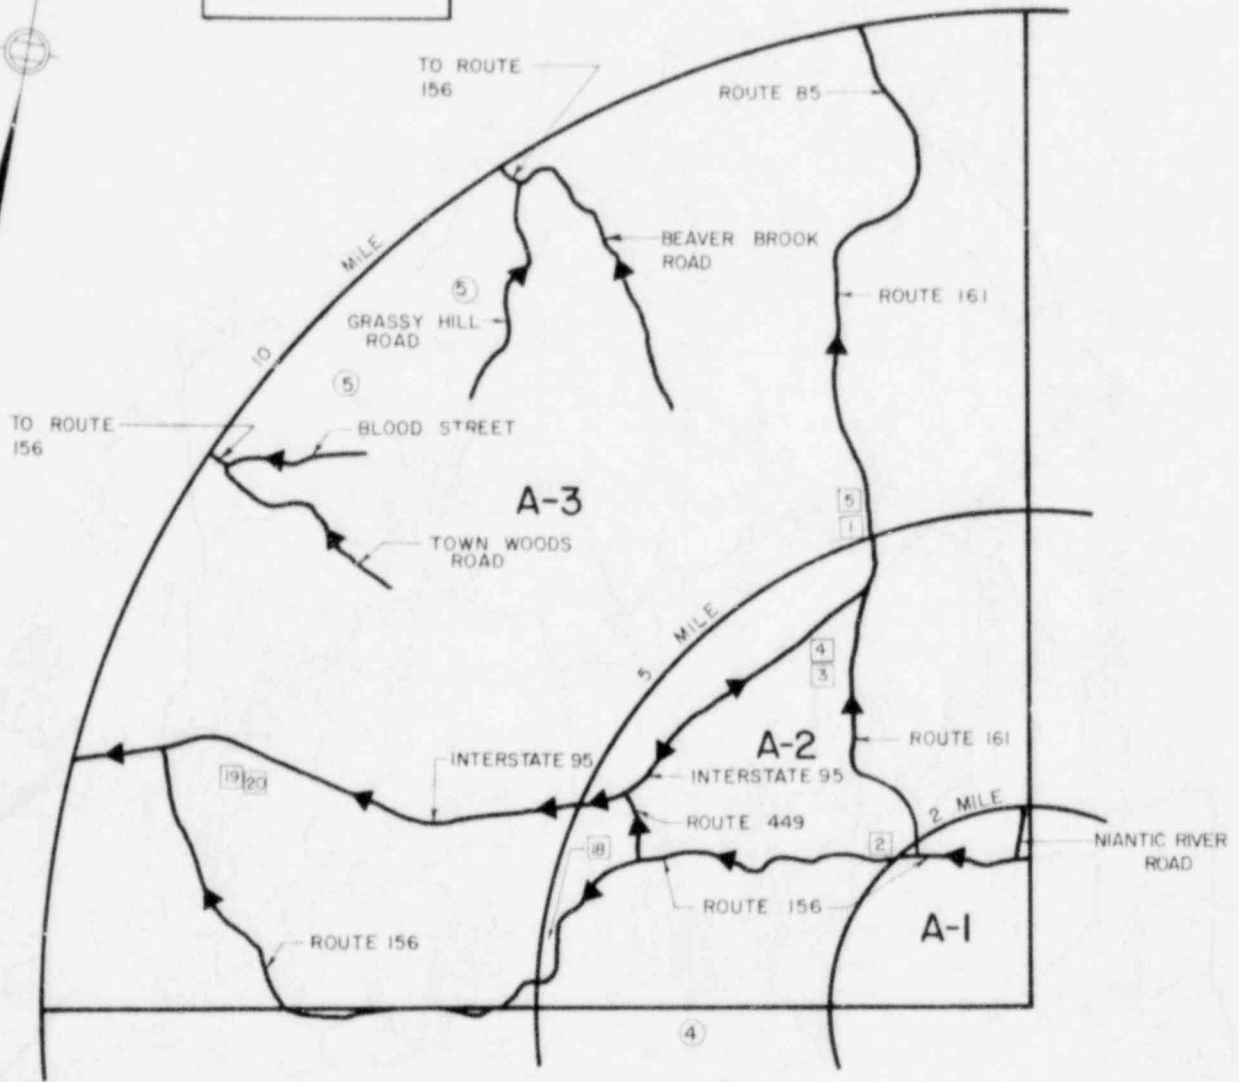 TO ROUTE
156
ROUTE 85
BEAVER BROOK
ROAD
10 MILE
5
GRASSY HILL
ROAD
ROUTE 161
5
TO ROUTE
156
BLOOD STREET
A-3
5
1
TOWN WOODS
ROAD
5 MILE
4
3
A-2
ROUTE 161
INTERSTATE 95
19
20
INTERSTATE 95
2 MILE
ROUTE 449
2
NIANTIC RIVER
ROAD
18
ROUTE 156
A-1
ROUTE 156
4